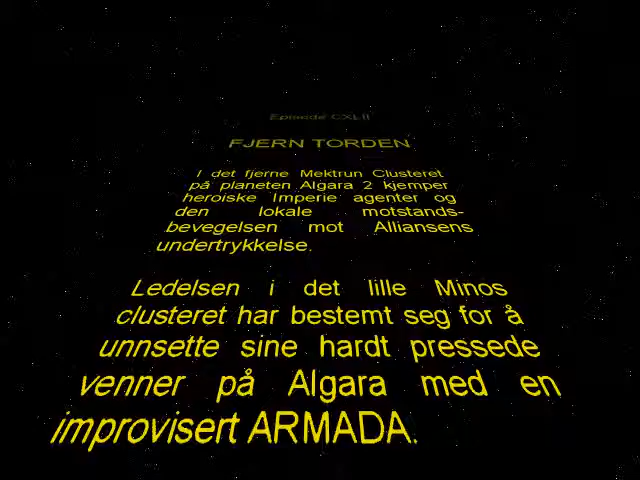 Episode CXLII
FJERN TORDEN
I det fjerne Mektrun Clusteret
på planeten Algara 2 kjemper
heroiske Imperie agenter og
den lokale motstands-
bevegelsen mot Alliansens
undertrykkelse.
Ledelsen i det lille Minos
clusteret har bestemt seg for å
unnsette sine hardt pressede
venner på Algara med en
improvisert ARMADA.